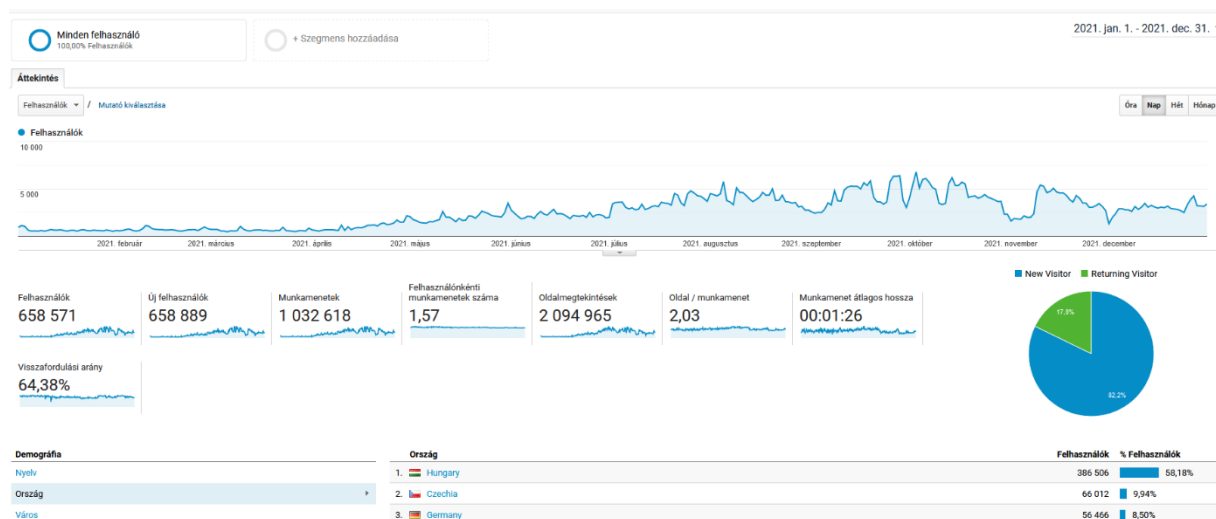 Minden felhasználó
100,00% Felhasználók
+ Szegmens hozzáadása
2021. jan. 1. - 2021. dec. 31.
Áttekintés
Felhasználók / Mutató kiválasztása
Óra Nap Hét Hónap
Felhasználók
10 000
5 000
2021. február 2021. március 2021. április 2021. május 2021. június 2021. július 2021. augusztus 2021. szeptember 2021. október 2021. november 2021. december
New Visitor Returning Visitor
Felhasználók
658 571
Új felhasználók
658 889
Munkamenetek
1 032 618
Felhasználónkénti
munkamenetek száma
1,57
Oldalmegtekintések
2 094 965
Oldal / munkamenet
2,03
Munkamenet átlagos hossza
00:01:26
17,8%
82.2%
Visszafordulási arány
64,38%
Demográfia
Nyelv
Ország
Város
Ország Felhasználók % Felhasználók
1. Hungary 386 506 58,18%
2. Czechia 66 012 9,94%
3. Germany 56 466 8,50%